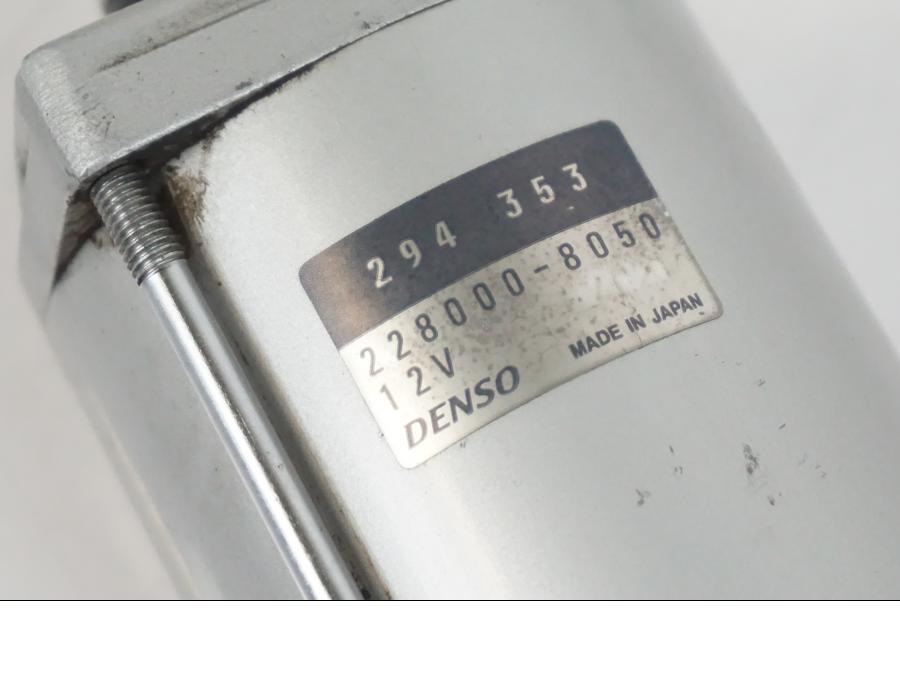 294 353
228000-8050
12V
DENSO
MADE IN JAPAN